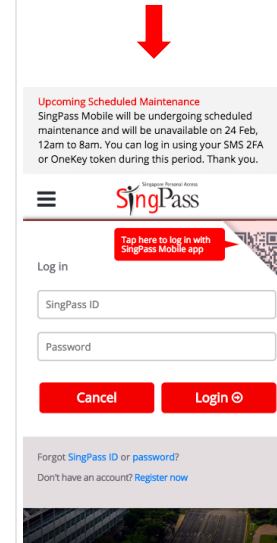 Upcoming Scheduled Maintenance
SingPass Mobile will be undergoing scheduled
maintenance and will be unavailable on 24 Feb,
12am to 8am. You can log in using your SMS 2FA
or OneKey token during this period. Thank you.
Singapore Personal Access
SingPass
Tap here to log in with
SingPass Mobile app
Log in
SingPass ID
Password
Cancel
Login
Forgot SingPass ID or password?
Don't have an account? Register now